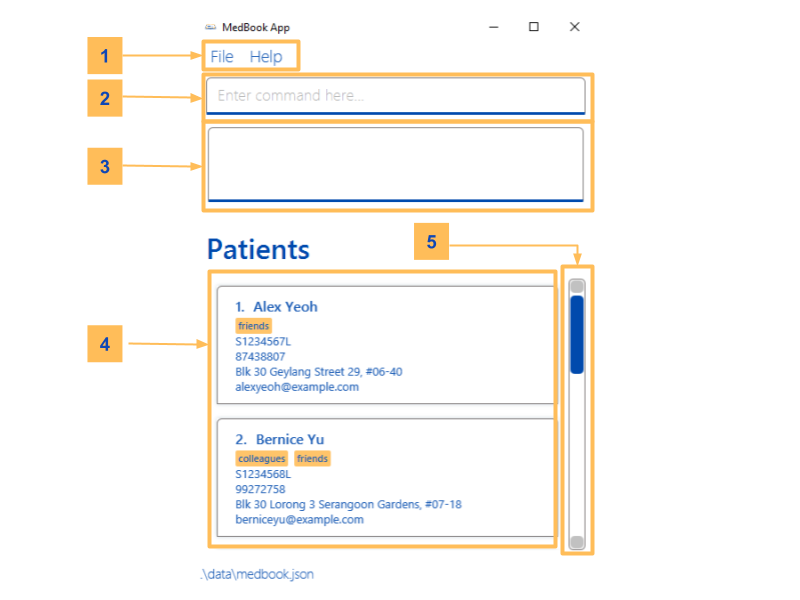 MedBook App
1
File Help
2
Enter command here...
3
Patients
5
4
1. Alex Yeoh
friends
S1234567L
87438807
Blk 30 Geylang Street 29, #06-40
alexyeoh@example.com
2. Bernice Yu
colleagues friends
S1234568L
99272758
Blk 30 Lorong 3 Serangoon Gardens, #07-18
berniceyu@example.com
.\data\medbook.json